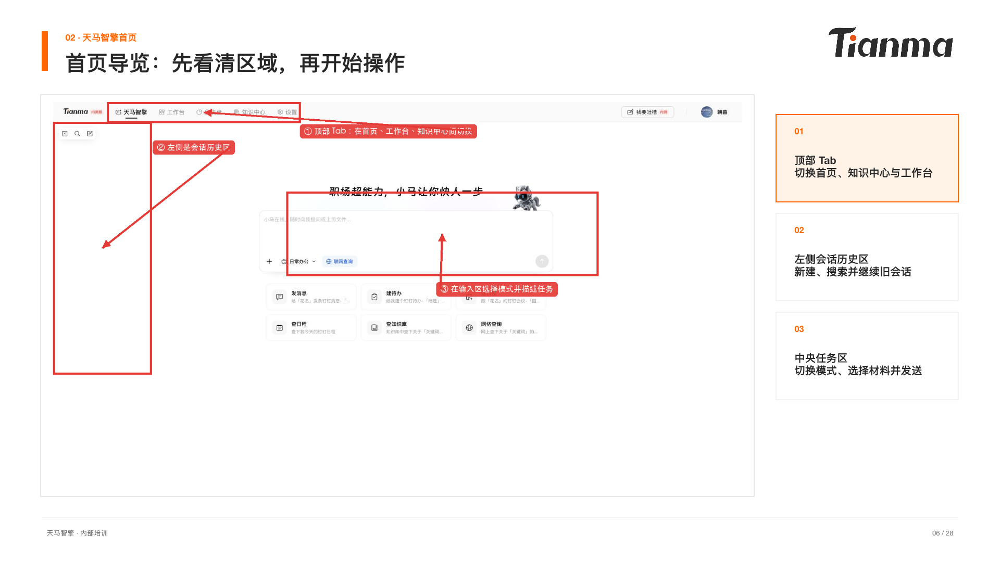 02 · 天马智擎首页
首页导览：先看清区域，再开始操作
Tianma
Tianma 内测版
天马智擎
工作台
知识中心
设置
我要吐槽 内测
朝暮
① 顶部 Tab：在首页、工作台、知识中心间切换
② 左侧是会话历史区
职场超能力，小马让你快人一步
小马在线，随时向我提问或上传文件...
日常办公
联网查询
③ 在输入区选择模式并描述任务
发消息
给「花名」发条钉钉消息：「...
建待办
给我建个钉钉待办：「标题」...
跟「花名」约钉钉会议：「园...
查日程
查下我今天的钉钉日程
查知识库
知识库中查下关于「关键词...
网络查询
网上查下关于「关键词」的...
01
顶部 Tab
切换首页、知识中心与工作台
02
左侧会话历史区
新建、搜索并继续旧会话
03
中央任务区
切换模式、选择材料并发送
天马智擎 · 内部培训
06 / 28